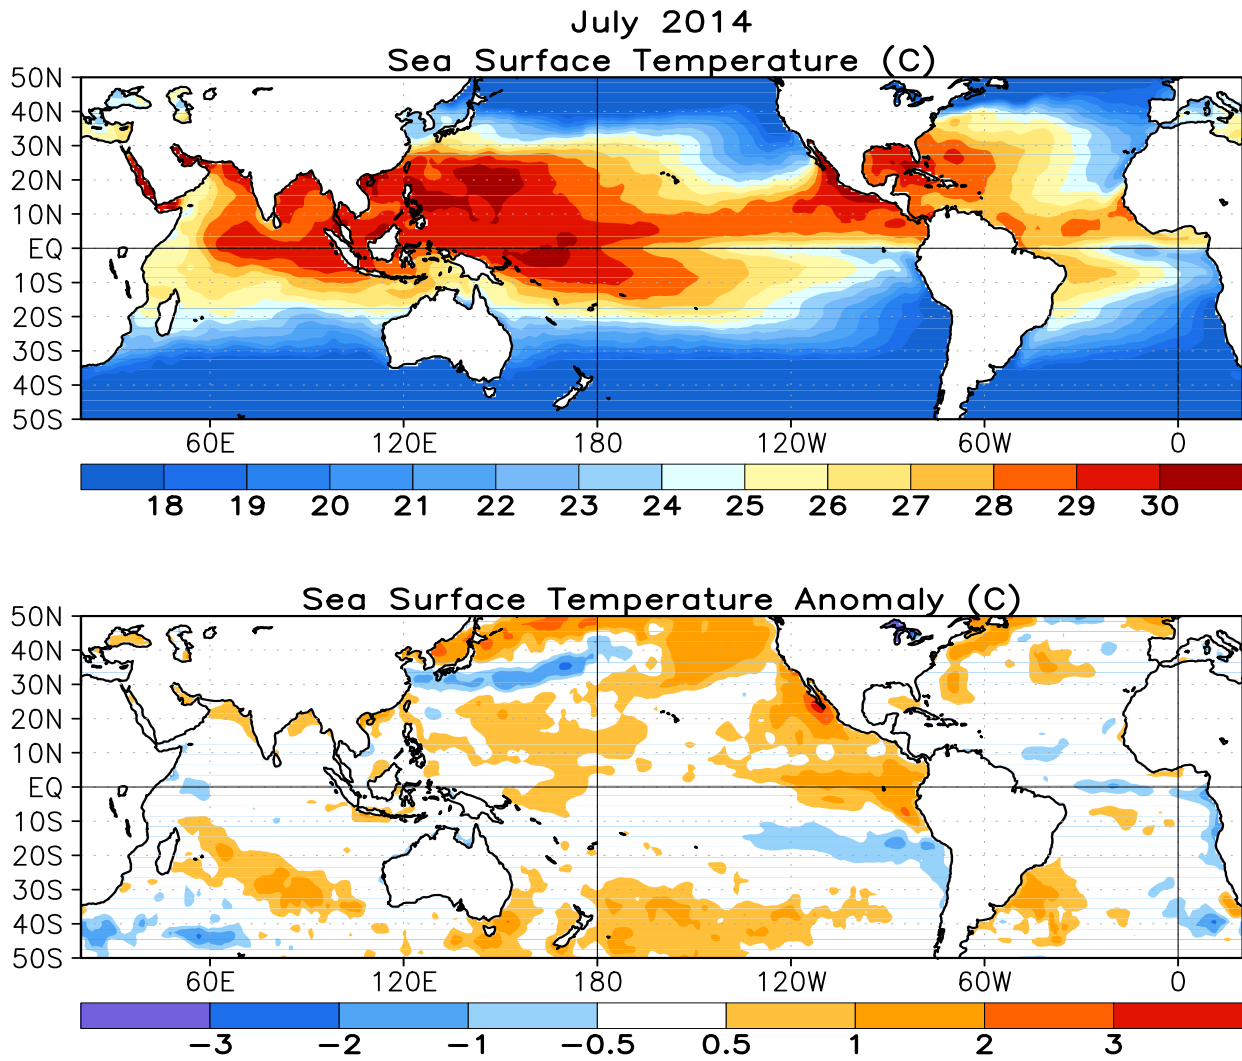 July 2014
Sea Surface Temperature (C)
50N
40N
30N
20N
10N
EQ
10S
20S
30S
40S
50S
60E 120E 180 120W 60W 0
18 19 20 21 22 23 24 25 26 27 28 29 30
Sea Surface Temperature Anomaly (C)
50N
40N
30N
20N
10N
EQ
10S
20S
30S
40S
50S
60E 120E 180 120W 60W 0
−3 −2 −1 −0.5 0.5 1 2 3